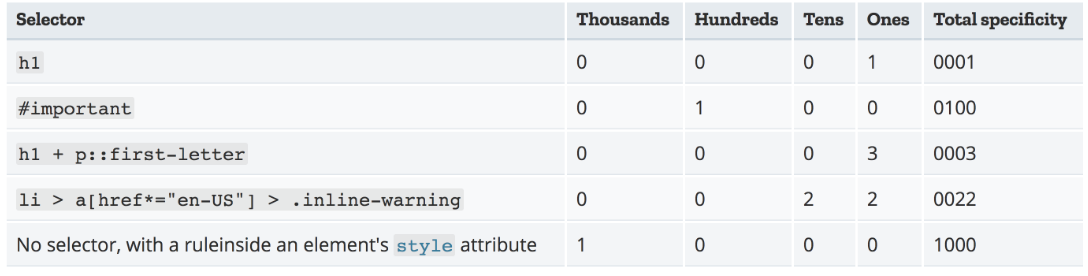 Selector Thousands Hundreds Tens Ones Total specificity
h1 0 0 0 1 0001
#important 0 1 0 0 0100
h1 + p::first-letter 0 0 0 3 0003
li > a[href*="en-US"] > .inline-warning 0 0 2 2 0022
No selector, with a ruleinside an element's style attribute 1 0 0 0 1000